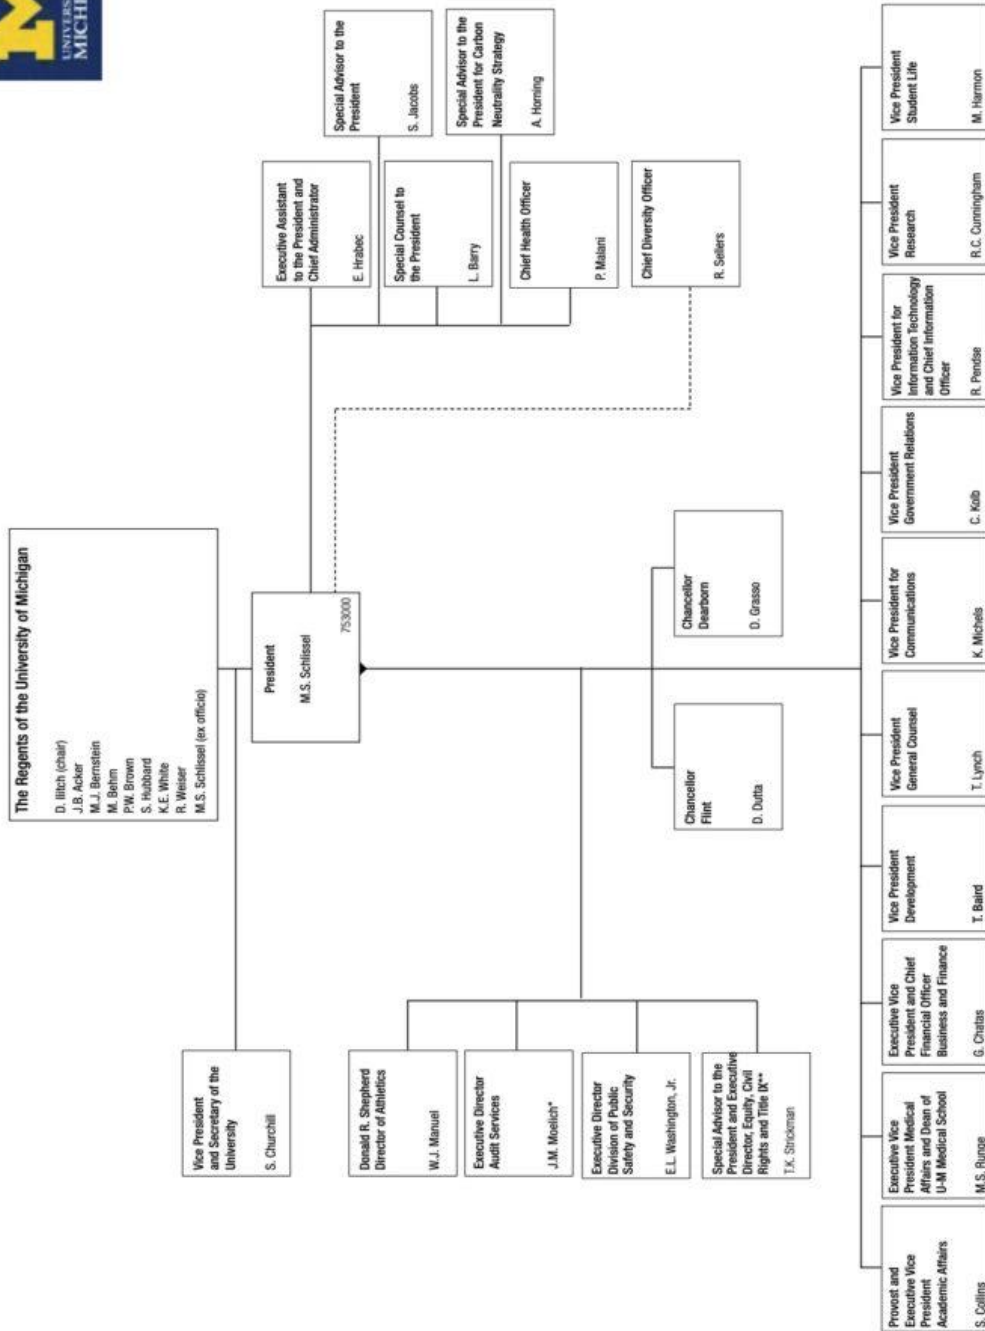 UNIVERS
MICHI
The Regents of the University of Michigan
D. Ilitch (chair)
J.B. Acker
M.J. Bernstein
M. Behm
P.W. Brown
S. Hubbard
K.E. White
R. Weiser
M.S. Schlissel (ex officio)
Vice President
and Secretary of the
University
S. Churchill
President
M.S. Schlissel
753000
Executive Assistant
to the President and
Chief Administrator
E. Hrabec
Special Advisor to the
President
S. Jacobs
Special Counsel to
the President
L. Barry
Special Advisor to the
President for Carbon
Neutrality Strategy
A. Horning
Chief Health Officer
P. Malani
Chief Diversity Officer
R. Sellers
Donald R. Shepherd
Director of Athletics
W.J. Manuel
Executive Director
Audit Services
J.M. Moelich*
Executive Director
Division of Public
Safety and Security
E.L. Washington, Jr.
Special Advisor to the
President and Executive
Director, Equity, Civil
Rights and Title IX**
T.K. Strickman
Chancellor
Flint
D. Dutta
Chancellor
Dearborn
D. Grasso
Provost and
Executive Vice
President
Academic Affairs
S. Collins
Executive Vice
President Medical
Affairs and Dean of
U-M Medical School
M.S. Runge
Executive Vice
President and Chief
Financial Officer
Business and Finance
G. Chatas
Vice President
Development
T. Baird
Vice President
General Counsel
T. Lynch
Vice President for
Communications
K. Michels
Vice President
Government Relations
C. Kolb
Vice President for
Information Technology
and Chief Information
Officer
R. Pendse
Vice President
Research
R.C. Cunningham
Vice President
Student Life
M. Harmon